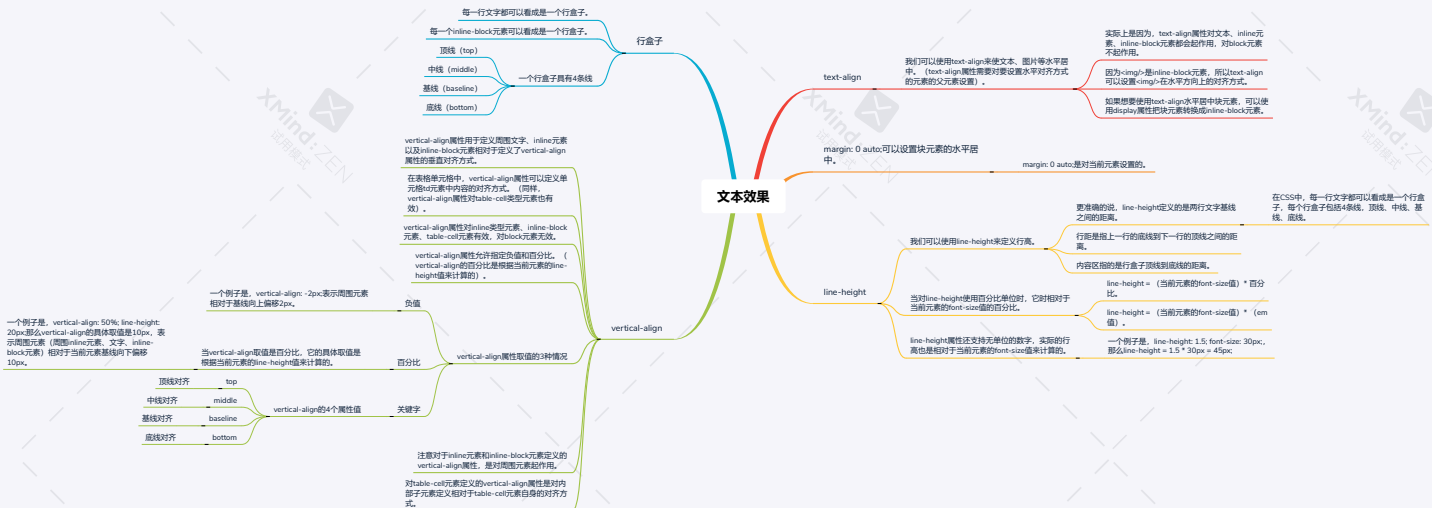 文本效果
行盒子
每一行文字都可以看成是一个行盒子。
每一个inline-block元素可以看成是一个行盒子。
一个行盒子具有4条线
顶线（top）
中线（middle）
基线（baseline）
底线（bottom）
vertical-align
vertical-align属性用于定义周围文字、inline元素
以及inline-block元素相对于定义了vertical-align
属性的垂直对齐方式。
在表格单元格中，vertical-align属性可以定义单
元格td元素中内容的对齐方式。（同样，
vertical-align属性对table-cell类型元素也有
效）。
vertical-align属性对inline类型元素、inline-block
元素、table-cell元素有效，对block元素无效。
vertical-align属性允许指定负值和百分比。（
vertical-align的百分比是根据当前元素的line-
height值来计算的）。
vertical-align属性取值的3种情况
负值
一个例子是，vertical-align: -2px;表示周围元素
相对于基线向上偏移2px。
百分比
当vertical-align取值是百分比，它的具体取值是
根据当前元素的line-height值来计算的。
一个例子是，vertical-align: 50%; line-height:
20px;那么vertical-align的具体取值是10px，表
示周围元素（周围inline元素、文字、inline-
block元素）相对于当前元素基线向下偏移
10px。
关键字
vertical-align的4个属性值
top
顶线对齐
middle
中线对齐
baseline
基线对齐
bottom
底线对齐
注意对于inline元素和inline-block元素定义的
vertical-align属性，是对周围元素起作用。
对table-cell元素定义的vertical-align属性是对内
部子元素定义相对于table-cell元素自身的对齐方
式。
text-align
我们可以使用text-align来使文本、图片等水平居
中。（text-align属性需要对要设置水平对齐方式
的元素的父元素设置）。
实际上是因为，text-align属性对文本、inline元
素、inline-block元素都会起作用，对block元素
不起作用。
因为<img/>是inline-block元素，所以text-align
可以设置<img/>在水平方向上的对齐方式。
如果想要使用text-align水平居中块元素，可以使
用display属性把块元素转换成inline-block元素。
margin: 0 auto;可以设置块元素的水平居
中。
margin: 0 auto;是对当前元素设置的。
line-height
我们可以使用line-height来定义行高。
更准确的说，line-height定义的是两行文字基线
之间的距离。
在CSS中，每一行文字都可以看成是一个行盒
子，每个行盒子包括4条线，顶线、中线、基
线、底线。
行距是指上一行的底线到下一行的顶线之间的距
离。
内容区指的是行盒子顶线到底线的距离。
当对line-height使用百分比单位时，它时相对于
当前元素的font-size值的百分比。
line-height = （当前元素的font-size值）* 百分
比。
line-height = （当前元素的font-size值）* （em
值）。
line-height属性还支持无单位的数字，实际的行
高也是相对于当前元素的font-size值来计算的。
一个例子是，line-height: 1.5; font-size: 30px;，
那么line-height = 1.5 * 30px = 45px;
XMind:ZEN
试用模式
XMind:ZEN
试用模式
XMind:ZEN
试用模式